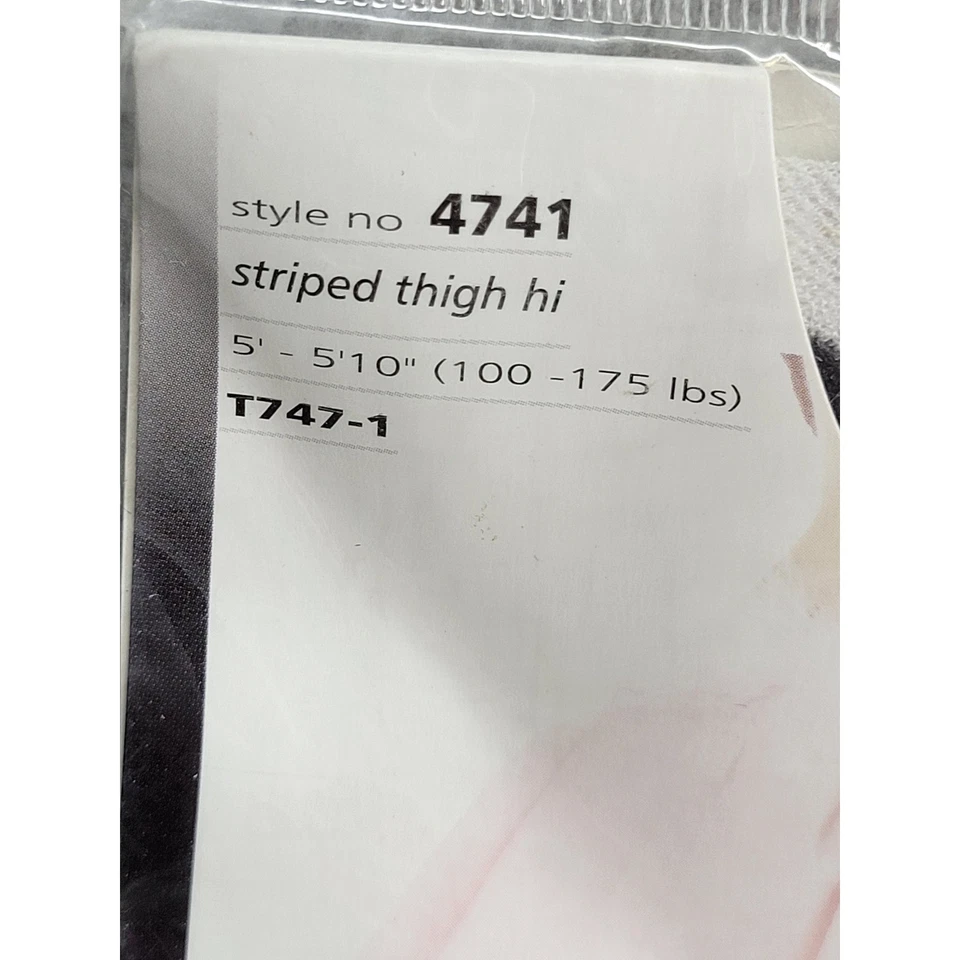 style no 4741
striped thigh hi
5' - 5'10" (100 -175 lbs)
T747-1